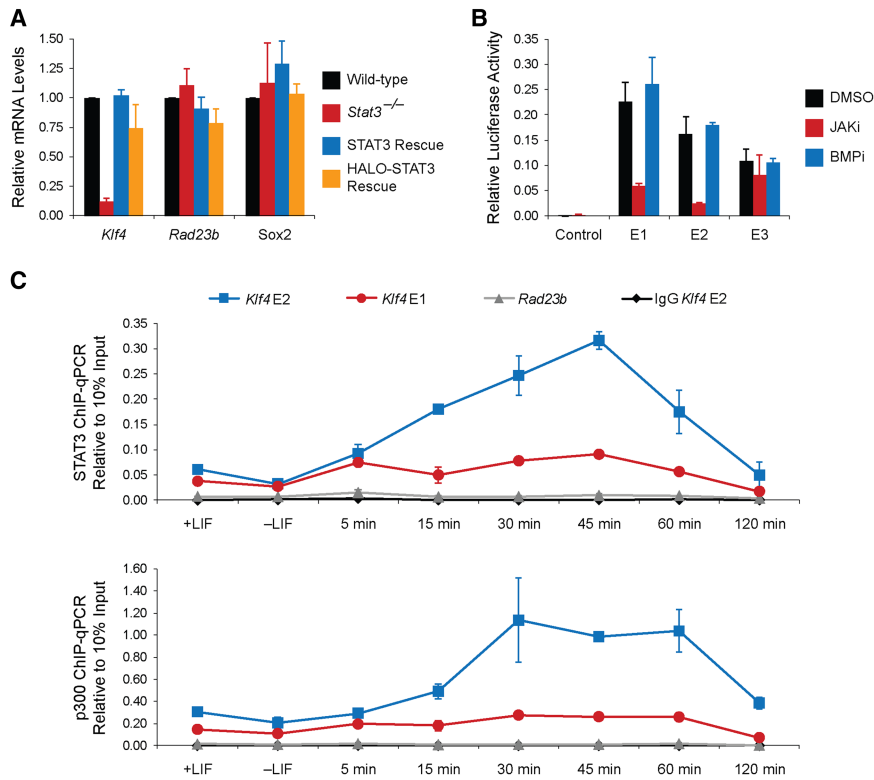 A
Relative mRNA Levels
1.50
1.25
1.00
0.75
0.50
0.25
0.00
Klf4
Rad23b
Sox2
Wild-type
Stat3–/–
STAT3 Rescue
HALO-STAT3
Rescue
B
Relative Luciferase Activity
0.35
0.30
0.25
0.20
0.15
0.10
0.05
0.00
Control
E1
E2
E3
DMSO
JAKi
BMPi
C
Klf4 E2
Klf4 E1
Rad23b
IgG Klf4 E2
STAT3 ChIP-qPCR
Relative to 10% Input
0.35
0.30
0.25
0.20
0.15
0.10
0.05
0.00
+LIF
–LIF
5 min
15 min
30 min
45 min
60 min
120 min
p300 ChIP-qPCR
Relative to 10% Input
1.60
1.40
1.20
1.00
0.80
0.60
0.40
0.20
0.00
+LIF
–LIF
5 min
15 min
30 min
45 min
60 min
120 min